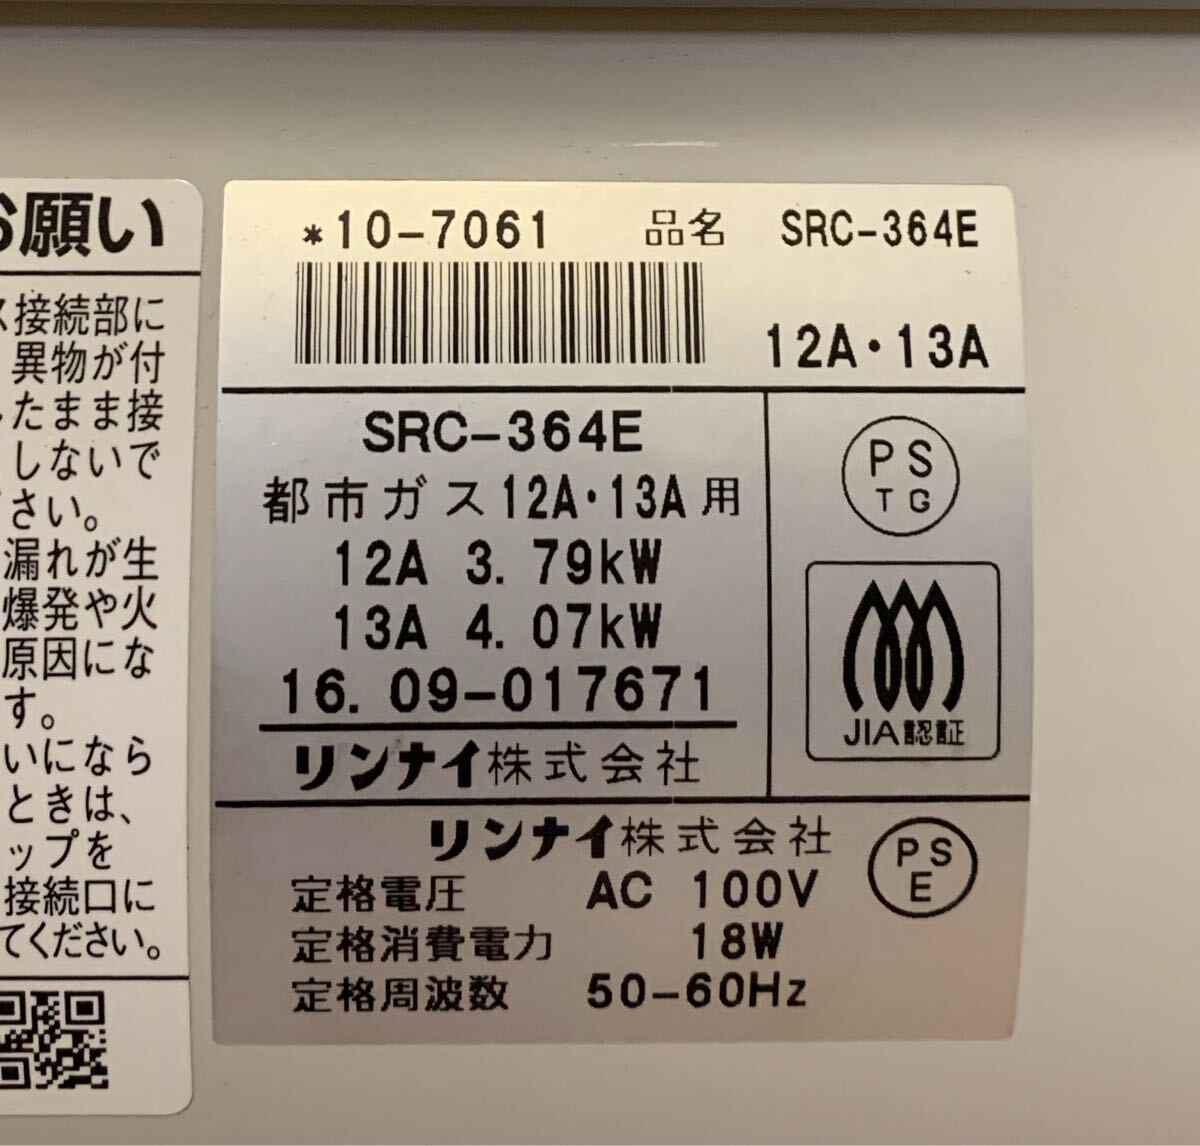 お願い
ス接続部に
異物が付
したまま接
しないで
ださい。
漏れが生
爆発や火
原因にな
す。
いになら
ときは、
ップを
接続口に
てください。
*10-7061 品名 SRC-364E
12A・13A
SRC-364E
都市ガス12A・13A用
12A 3.79kW
13A 4.07kW
16.09-017671
リンナイ株式会社
PS
TG
JIA認証
リンナイ株式会社
定格電圧 AC 100V
定格消費電力 18W
定格周波数 50-60Hz
PS
E